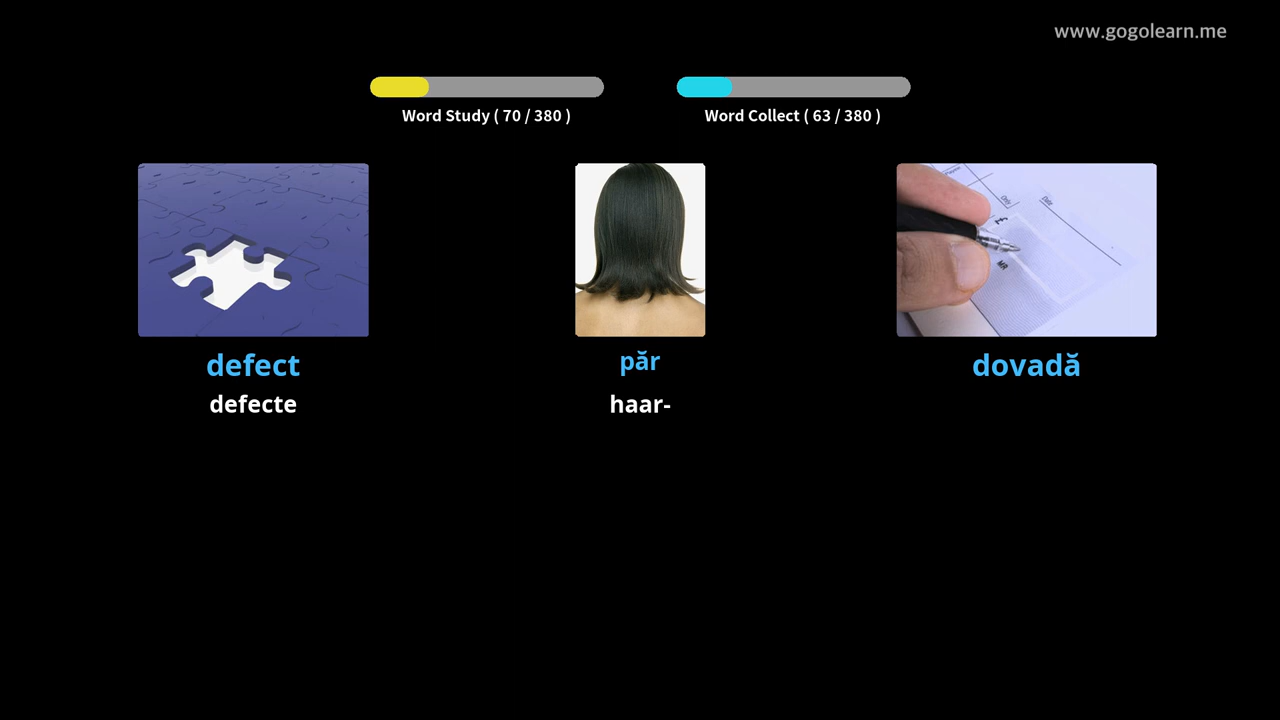 www.gogolearn.me
Word Study ( 70 / 380 )
Word Collect ( 63 / 380 )
defect
defecte
păr
haar-
dovadă